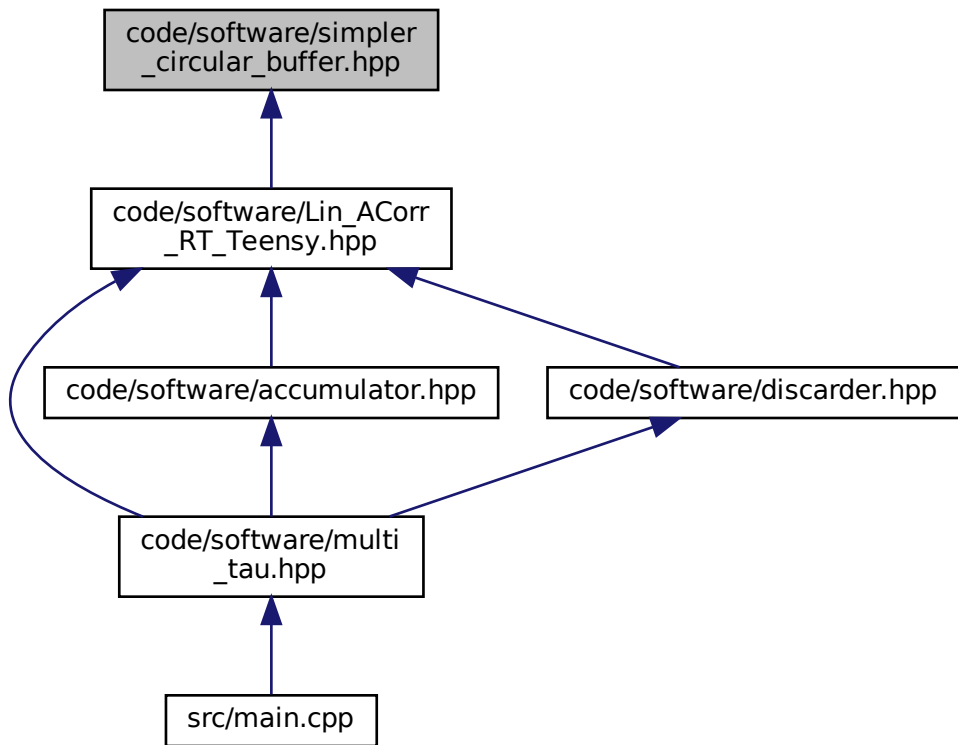 code/software/simpler
_circular_buffer.hpp
code/software/Lin_ACorr
_RT_Teensy.hpp
code/software/accumulator.hpp
code/software/discarder.hpp
code/software/multi
_tau.hpp
src/main.cpp